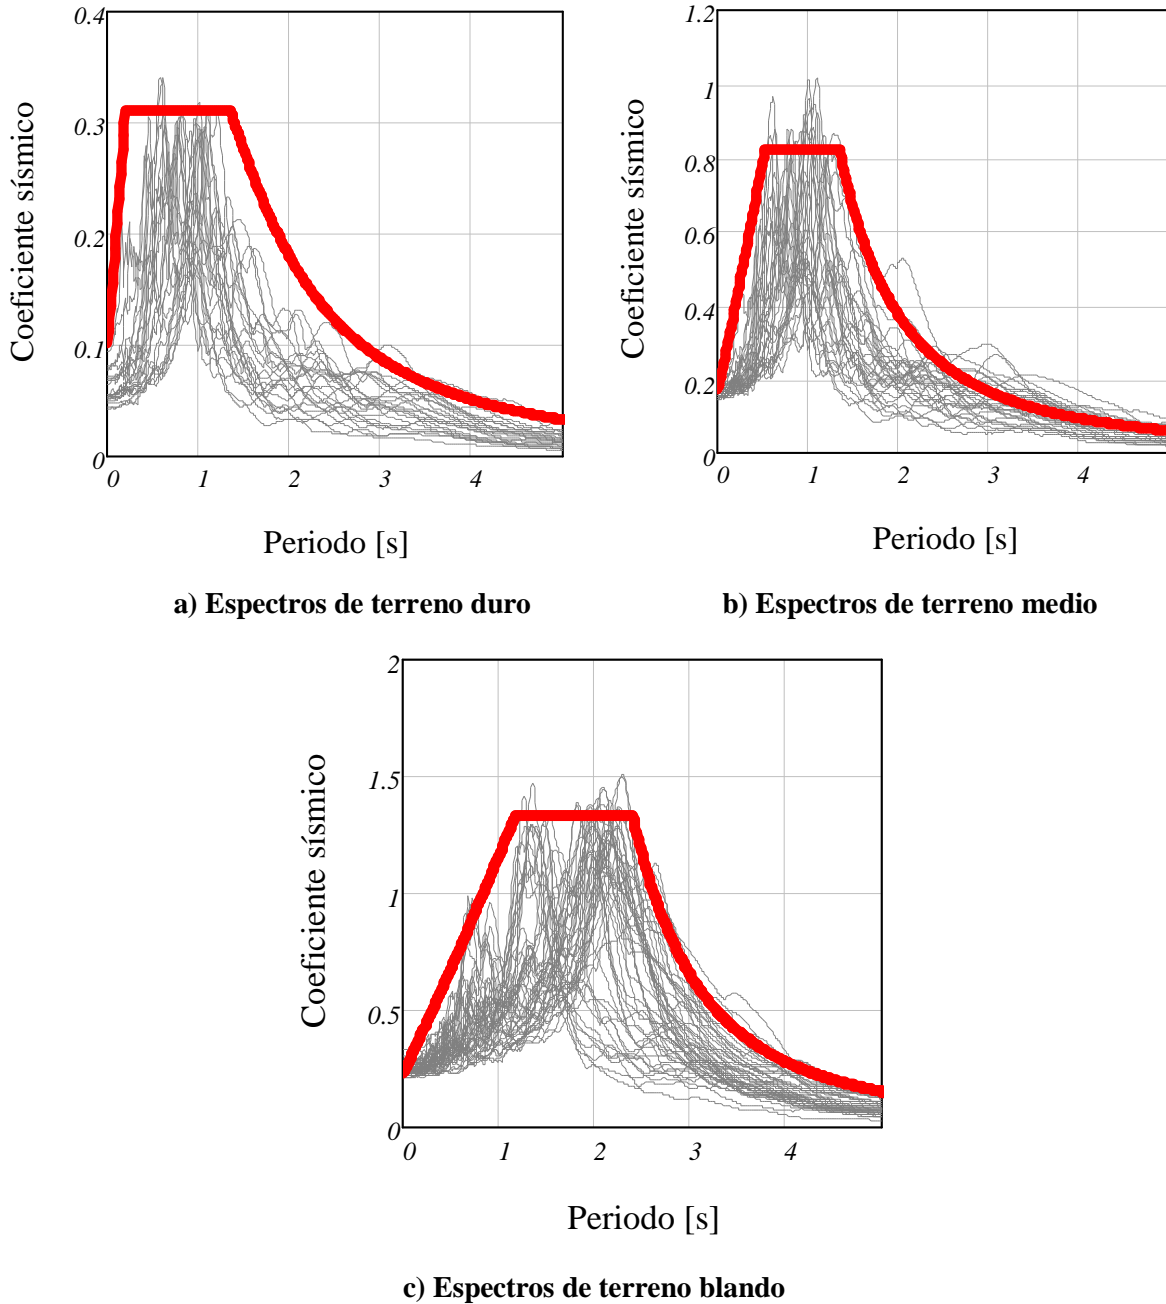 0.4
0.3
0.2
0.1
0
Coeficiente sísmico
0 1 2 3 4
Periodo [s]
a) Espectros de terreno duro
1.2
1
0.8
0.6
0.4
0.2
0
Coeficiente sísmico
0 1 2 3 4
Periodo [s]
b) Espectros de terreno medio
2
1.5
1
0.5
0
Coeficiente sísmico
0 1 2 3 4
Periodo [s]
c) Espectros de terreno blando